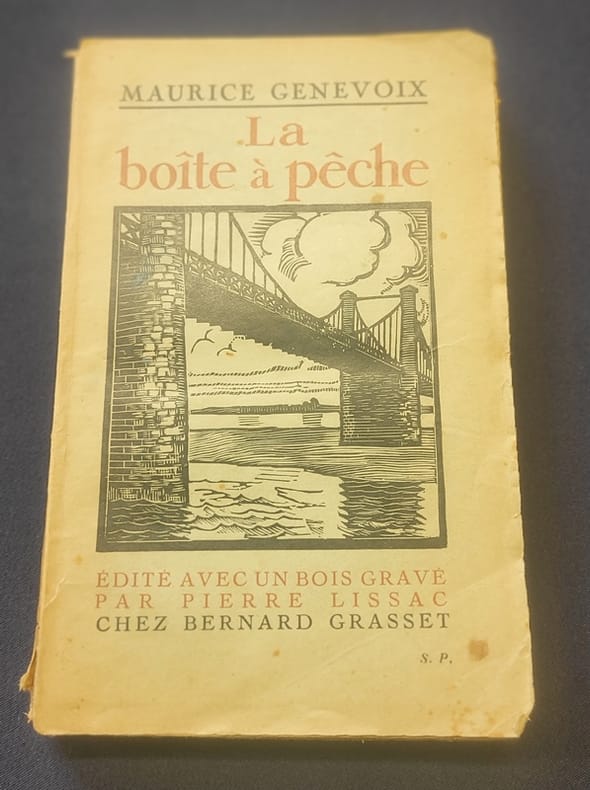 MAURICE GENEVOIX
La
boîte à pêche
ÉDITÉ AVEC UN BOIS GRAVÉ
PAR PIERRE LISSAC
CHEZ BERNARD GRASSET
S. P.